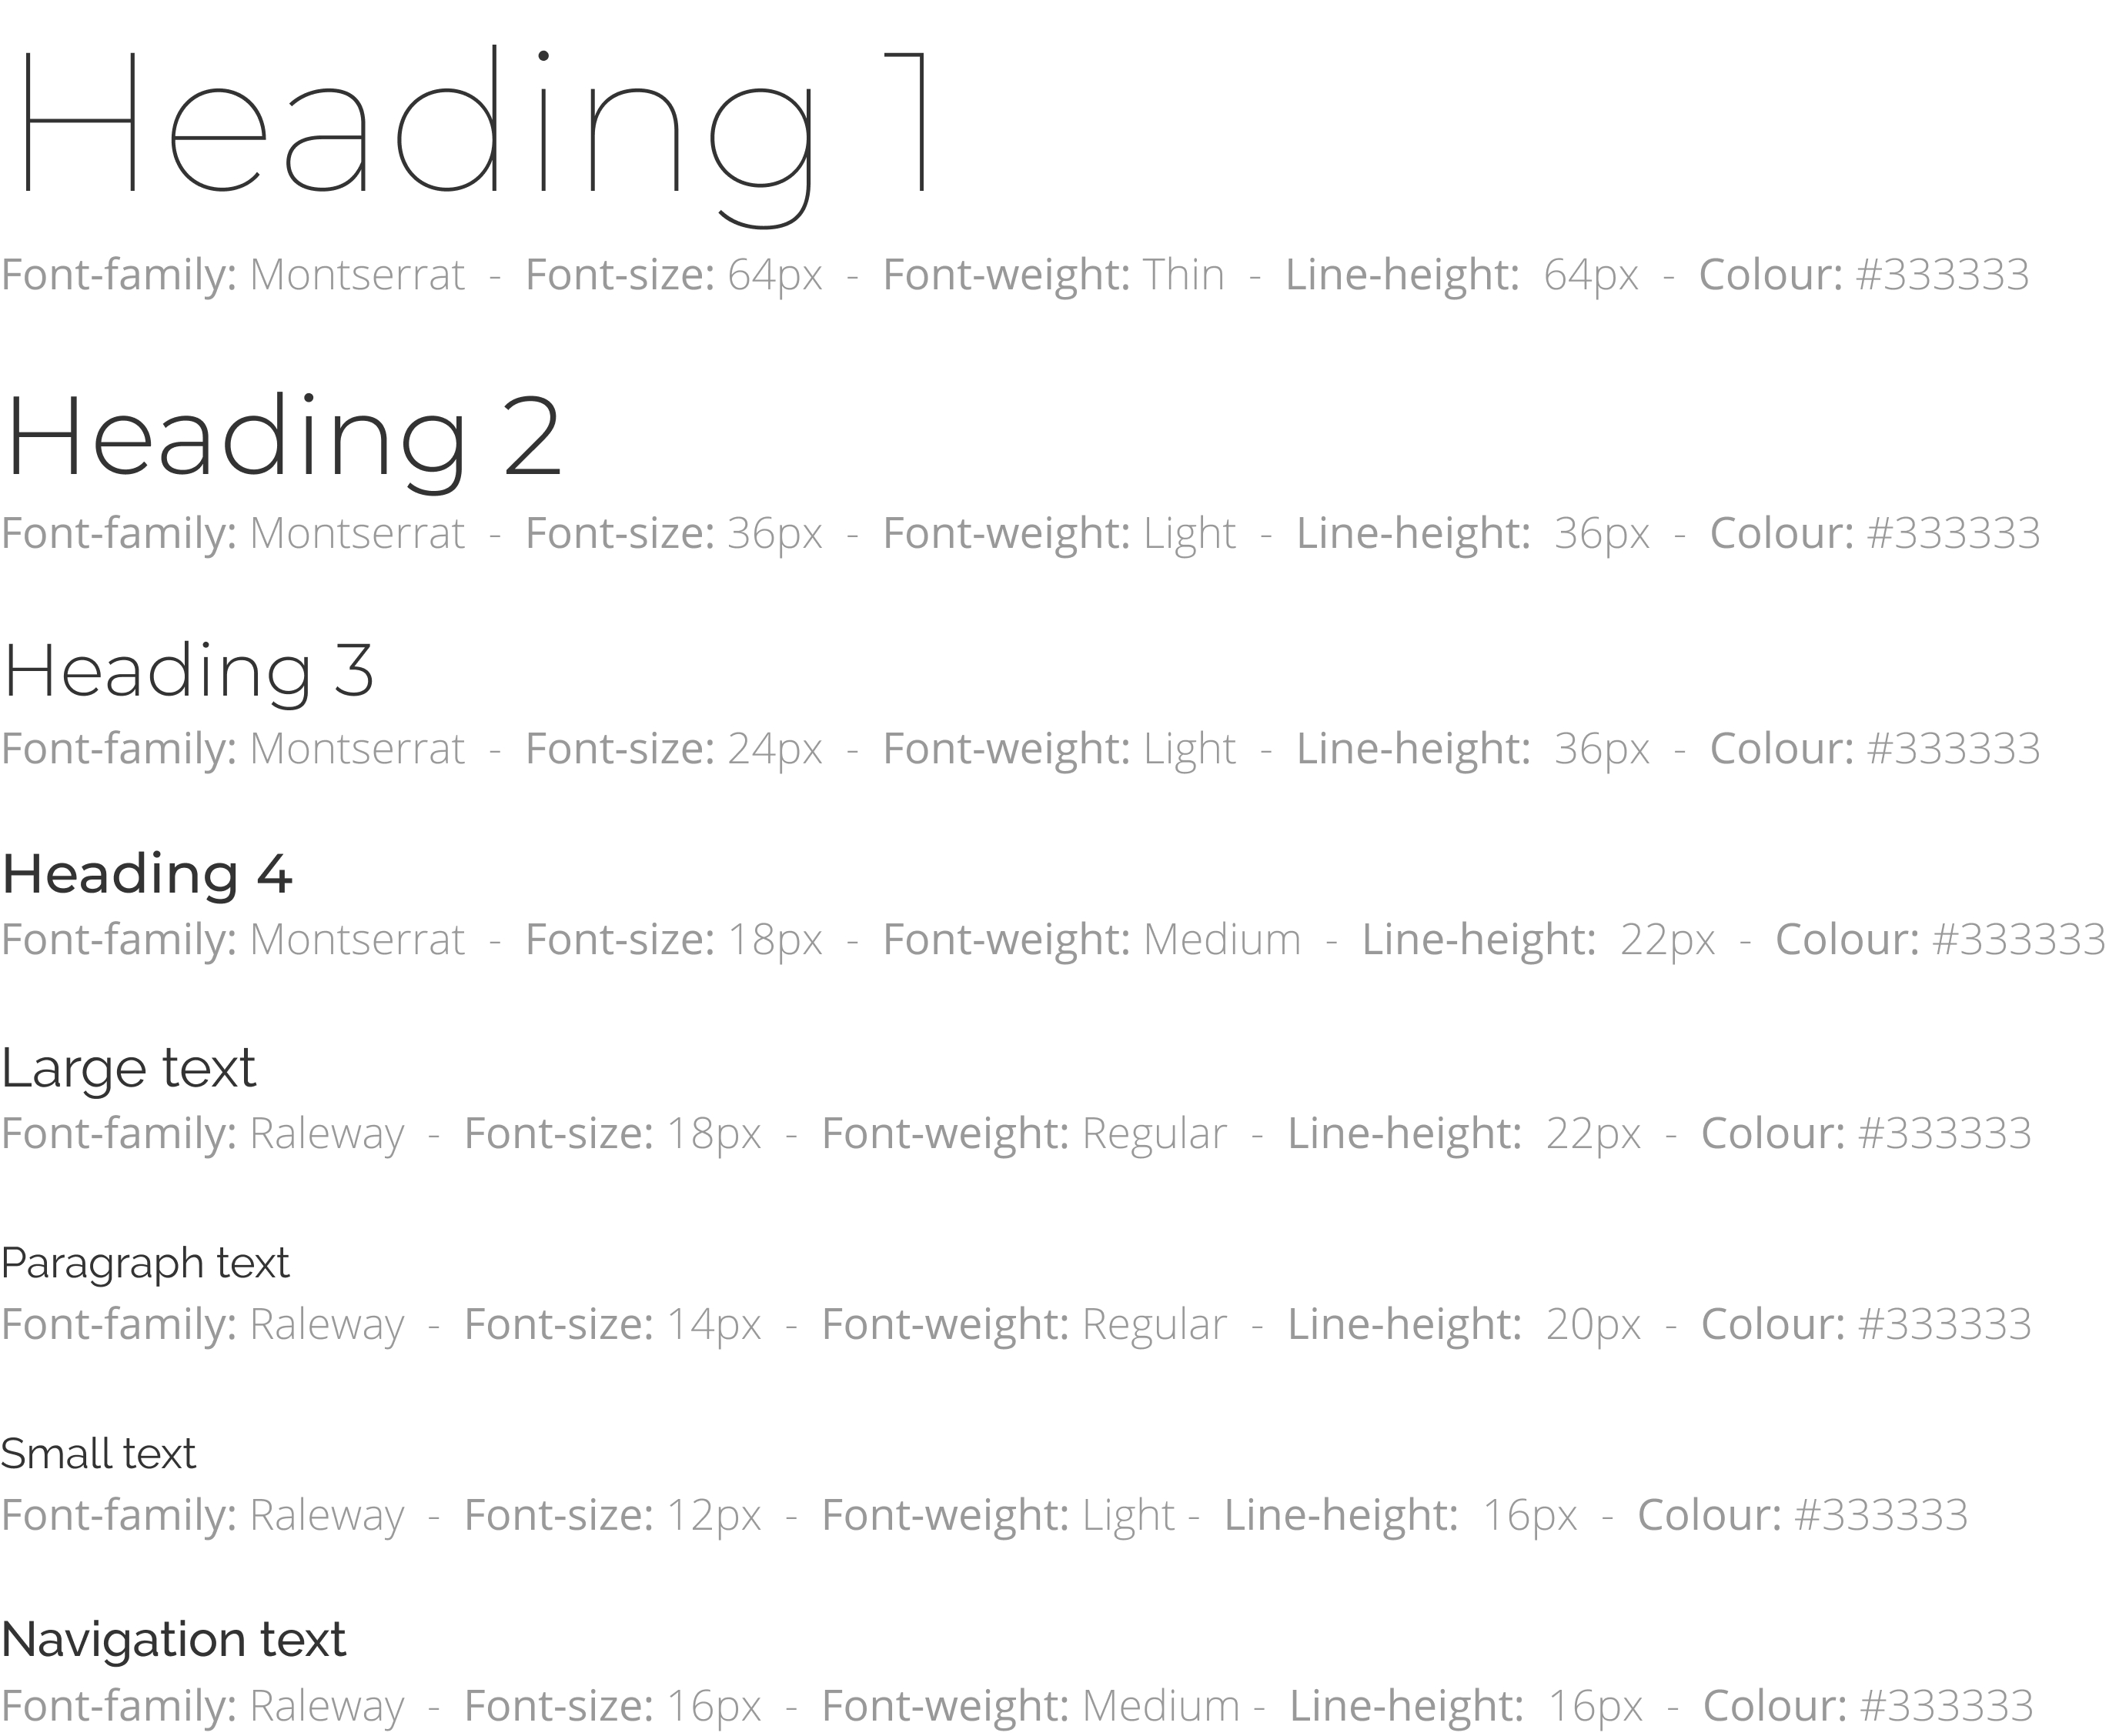 Heading 1
Font-family: Montserrat - Font-size: 64px - Font-weight: Thin - Line-height: 64px - Colour: #333333
Heading 2
Font-family: Montserrat - Font-size: 36px - Font-weight: Light - Line-height: 36px - Colour: #333333
Heading 3
Font-family: Montserrat - Font-size: 24px - Font-weight: Light - Line-height: 36px - Colour: #333333
Heading 4
Font-family: Montserrat - Font-size: 18px - Font-weight: Medium - Line-height: 22px - Colour: #333333
Large text
Font-family: Raleway - Font-size: 18px - Font-weight: Regular - Line-height: 22px - Colour: #333333
Paragraph text
Font-family: Raleway - Font-size: 14px - Font-weight: Regular - Line-height: 20px - Colour: #333333
Small text
Font-family: Raleway - Font-size: 12px - Font-weight: Light - Line-height: 16px - Colour: #333333
Navigation text
Font-family: Raleway - Font-size: 16px - Font-weight: Medium - Line-height: 16px - Colour: #333333